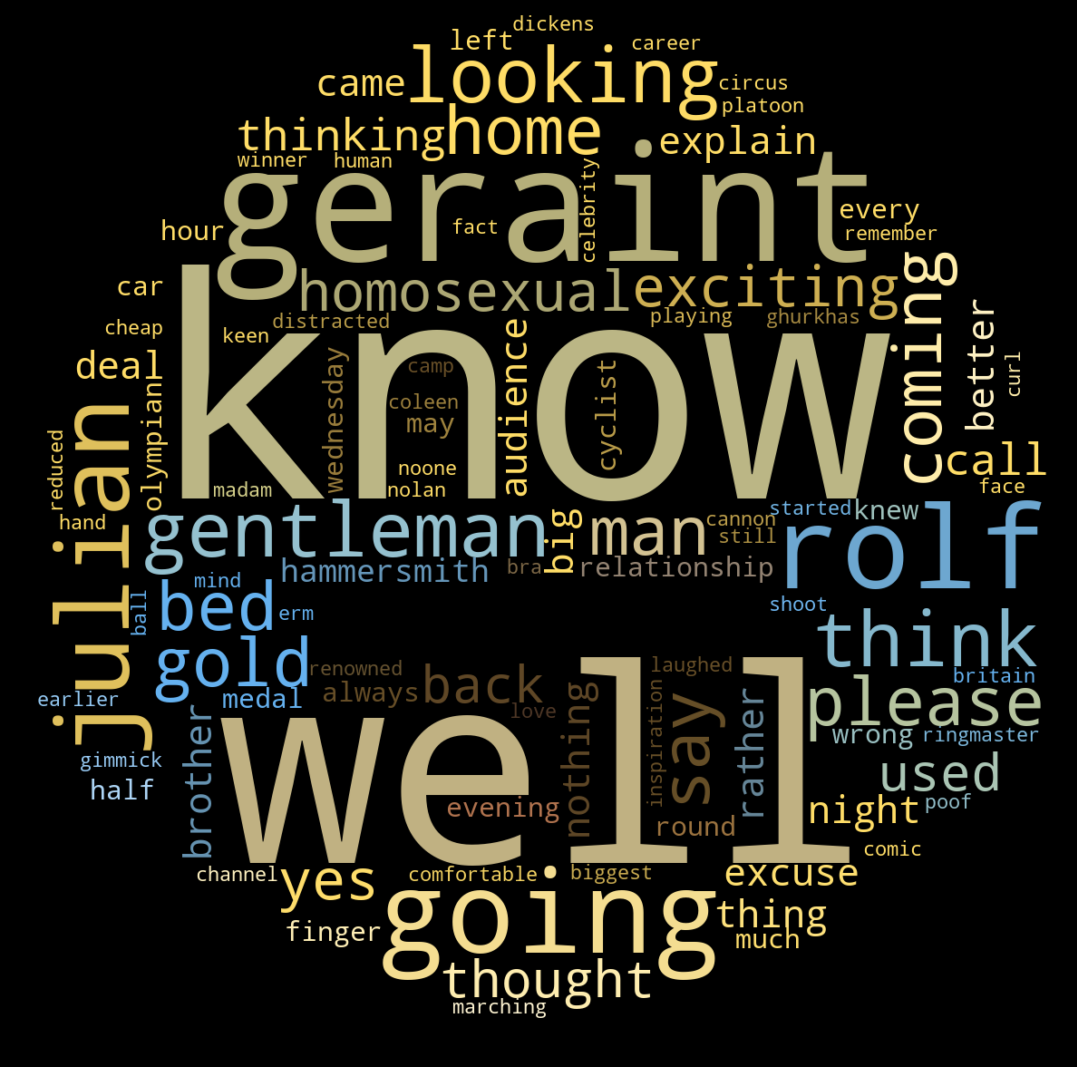 dickens
left
career
looking
came
circus
platoon
thinking
home
explain
winner
human
geraint
celebrity
every
hour
fact
remember
homosexual
exciting
coming
car
know
distracted
playing
ghurkhas
better
cheap
keen
deal
wednesday
camp
audience
cyclist
curl
olympian
coleen
may
julian
reduced
noone
call
madam
nolan
face
hand
gentleman
big
man
cannon
still
started
knew
rolf
hammersmith
bra
relationship
mind
ball
bed
erm
shoot
think
gold
renowned
laughed
britain
earlier
medal
always
back
love
nothing
inspiration
say
rather
please
wrong
ringmaster
brother
well
gimmick
used
half
evening
round
night
poof
comic
channel
yes
comfortable
biggest
excuse
going
thing
finger
much
thought
marching